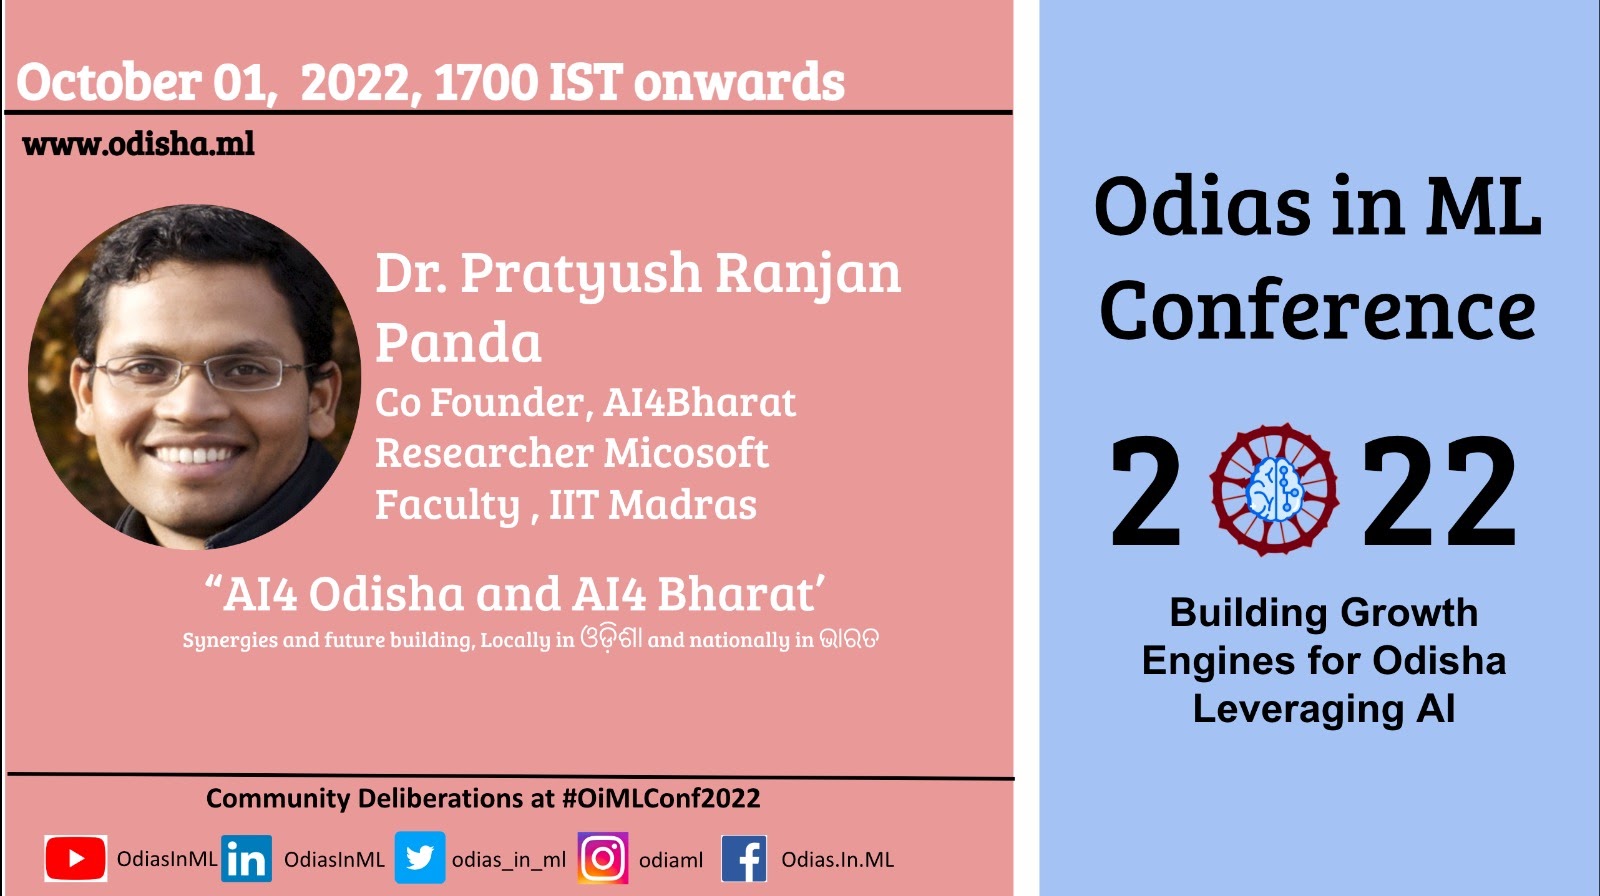 October 01, 2022, 1700 IST onwards
www.odisha.ml
Dr. Pratyush Ranjan
Panda
Co Founder, AI4Bharat
Researcher Micosoft
Faculty , IIT Madras
“AI4 Odisha and AI4 Bharat’
Synergies and future building, Locally in ଓଡ଼ିଶା and nationally in ଭାରତ
Community Deliberations at #OiMLConf2022
OdiasInML OdiasInML odias_in_ml odiaml Odias.In.ML
Odias in ML
Conference
2 22
Building Growth
Engines for Odisha
Leveraging AI